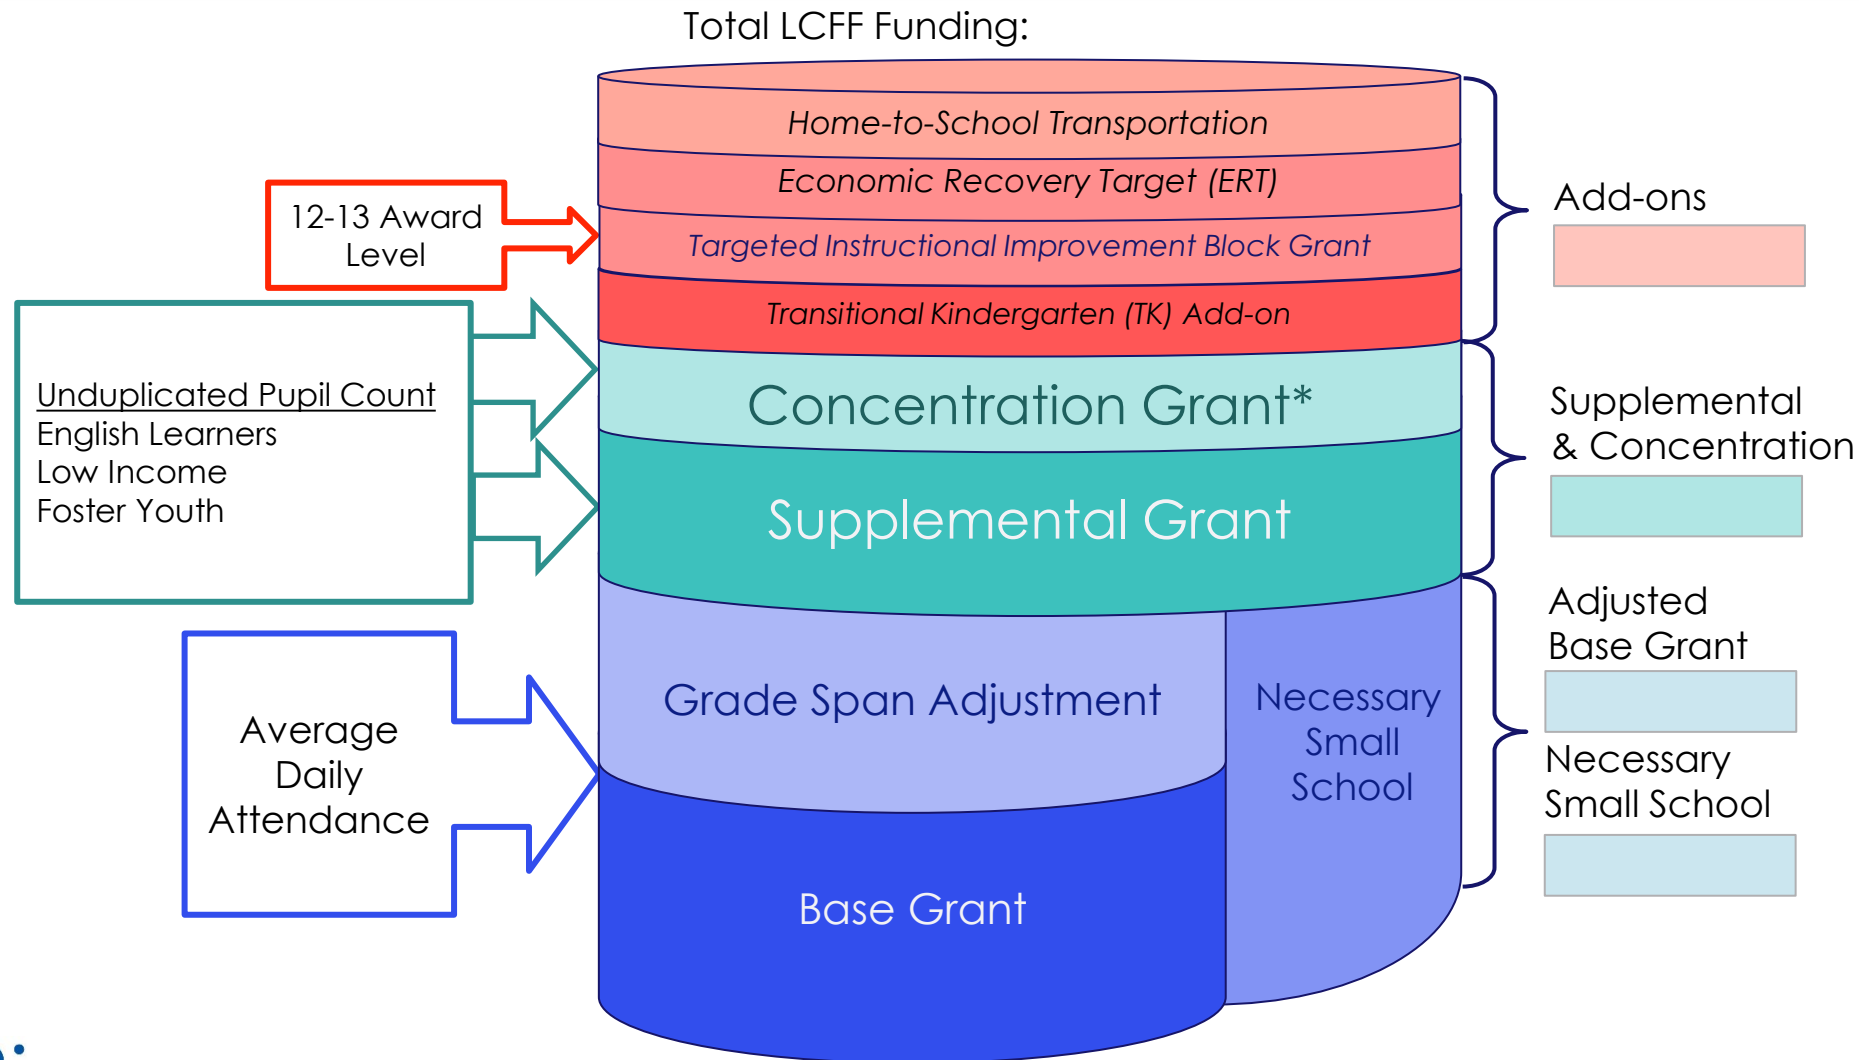 Total LCFF Funding:
Home-to-School Transportation
Economic Recovery Target (ERT)
Targeted Instructional Improvement Block Grant
Transitional Kindergarten (TK) Add-on
Concentration Grant*
Supplemental Grant
Grade Span Adjustment
Necessary
Small
School
Base Grant
12-13 Award
Level
Unduplicated Pupil Count
English Learners
Low Income
Foster Youth
Average
Daily
Attendance
Add-ons
Supplemental
& Concentration
Adjusted
Base Grant
Necessary
Small School